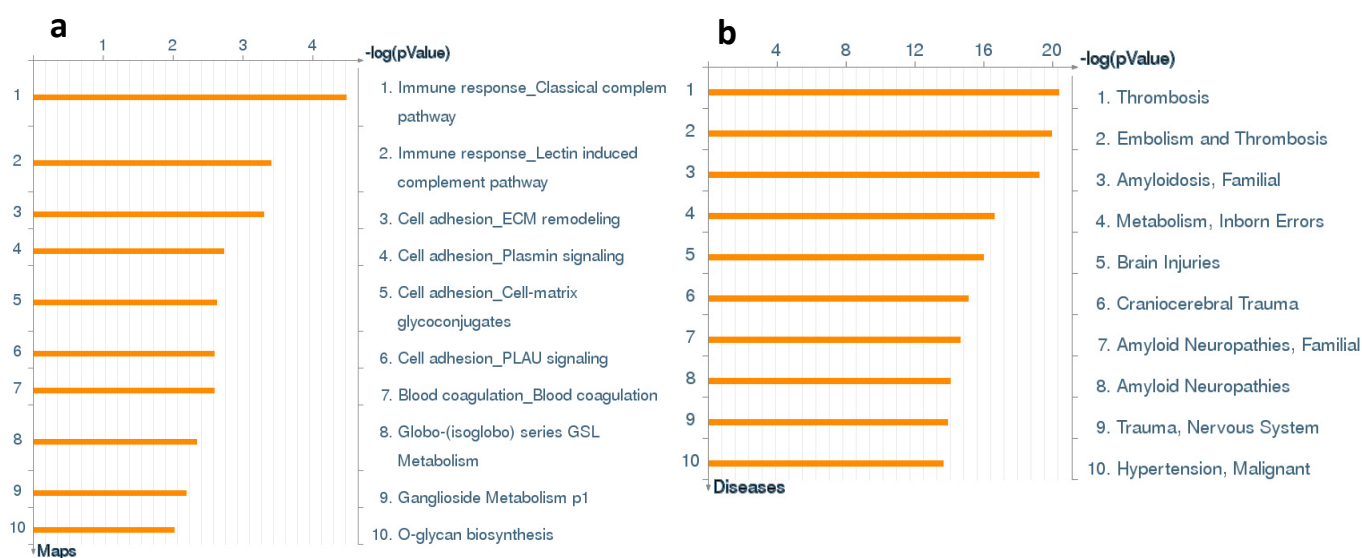 a
1 2 3 4
-log(pValue)
1
2
3
4
5
6
7
8
9
10
Maps
1. Immune response_Classical complem
pathway
2. Immune response_Lectin induced
complement pathway
3. Cell adhesion_ECM remodeling
4. Cell adhesion_Plasmin signaling
5. Cell adhesion_Cell-matrix
glycoconjugates
6. Cell adhesion_PLAU signaling
7. Blood coagulation_Blood coagulation
8. Globo-(isoglobo) series GSL
Metabolism
9. Ganglioside Metabolism p1
10. O-glycan biosynthesis
b
4 8 12 16 20
-log(pValue)
1
2
3
4
5
6
7
8
9
10
Diseases
1. Thrombosis
2. Embolism and Thrombosis
3. Amyloidosis, Familial
4. Metabolism, Inborn Errors
5. Brain Injuries
6. Craniocerebral Trauma
7. Amyloid Neuropathies, Familial
8. Amyloid Neuropathies
9. Trauma, Nervous System
10. Hypertension, Malignant